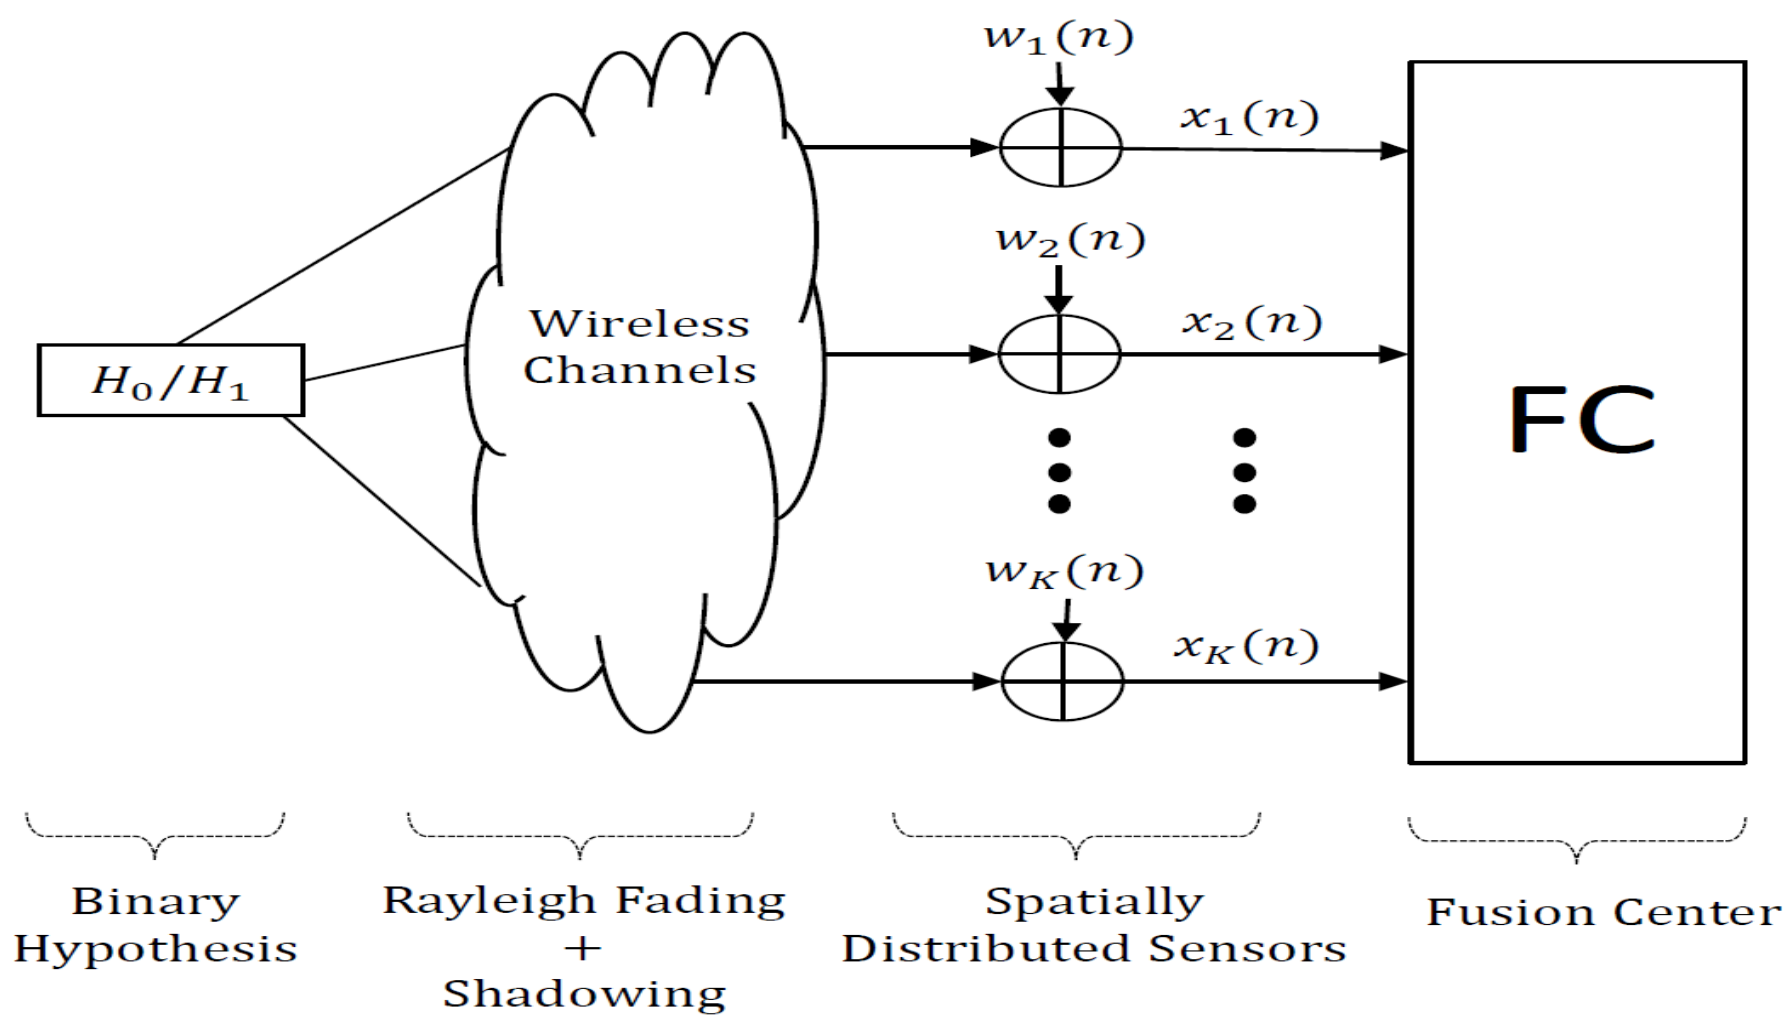 w₁(n)
x₁(n)
w₂(n)
x₂(n)
Wireless
Channels
H₀/H₁
FC
w_K(n)
x_K(n)
Binary
Hypothesis
Rayleigh Fading
+
Shadowing
Spatially
Distributed Sensors
Fusion Center